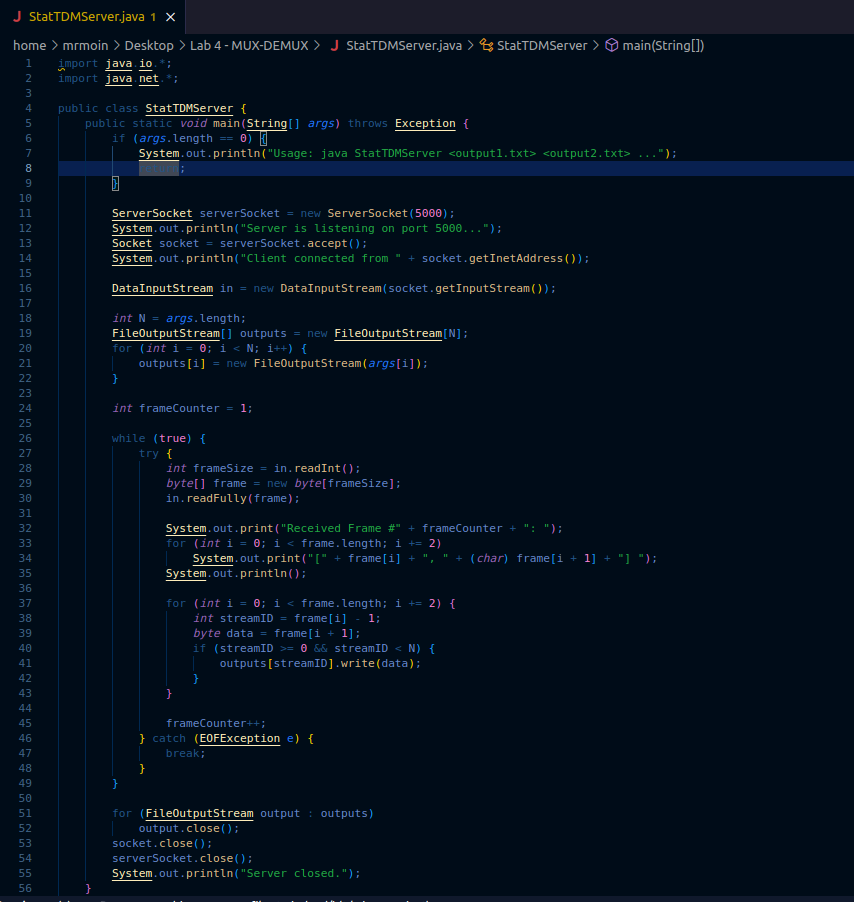 StatTDMServer.java 1
home > mrmoin > Desktop > Lab 4 - MUX-DEMUX > StatTDMServer.java > StatTDMServer > main(String[])
1 import java.io.*;
2 import java.net.*;
3
4 public class StatTDMServer {
5 public static void main(String[] args) throws Exception {
6 if (args.length == 0) {
7 System.out.println("Usage: java StatTDMServer <output1.txt> <output2.txt> ...");
8 ;
9 }
10
11 ServerSocket serverSocket = new ServerSocket(5000);
12 System.out.println("Server is listening on port 5000...");
13 Socket socket = serverSocket.accept();
14 System.out.println("Client connected from " + socket.getInetAddress());
15
16 DataInputStream in = new DataInputStream(socket.getInputStream());
17
18 int N = args.length;
19 FileOutputStream[] outputs = new FileOutputStream[N];
20 for (int i = 0; i < N; i++) {
21 outputs[i] = new FileOutputStream(args[i]);
22 }
23
24 int frameCounter = 1;
25
26 while (true) {
27 try {
28 int frameSize = in.readInt();
29 byte[] frame = new byte[frameSize];
30 in.readFully(frame);
31
32 System.out.print("Received Frame #" + frameCounter + ": ");
33 for (int i = 0; i < frame.length; i += 2)
34 System.out.print("[" + frame[i] + ", " + (char) frame[i + 1] + "] ");
35 System.out.println();
36
37 for (int i = 0; i < frame.length; i += 2) {
38 int streamID = frame[i] - 1;
39 byte data = frame[i + 1];
40 if (streamID >= 0 && streamID < N) {
41 outputs[streamID].write(data);
42 }
43 }
44
45 frameCounter++;
46 } catch (EOFException e) {
47 break;
48 }
49 }
50
51 for (FileOutputStream output : outputs)
52 output.close();
53 socket.close();
54 serverSocket.close();
55 System.out.println("Server closed.");
56 }